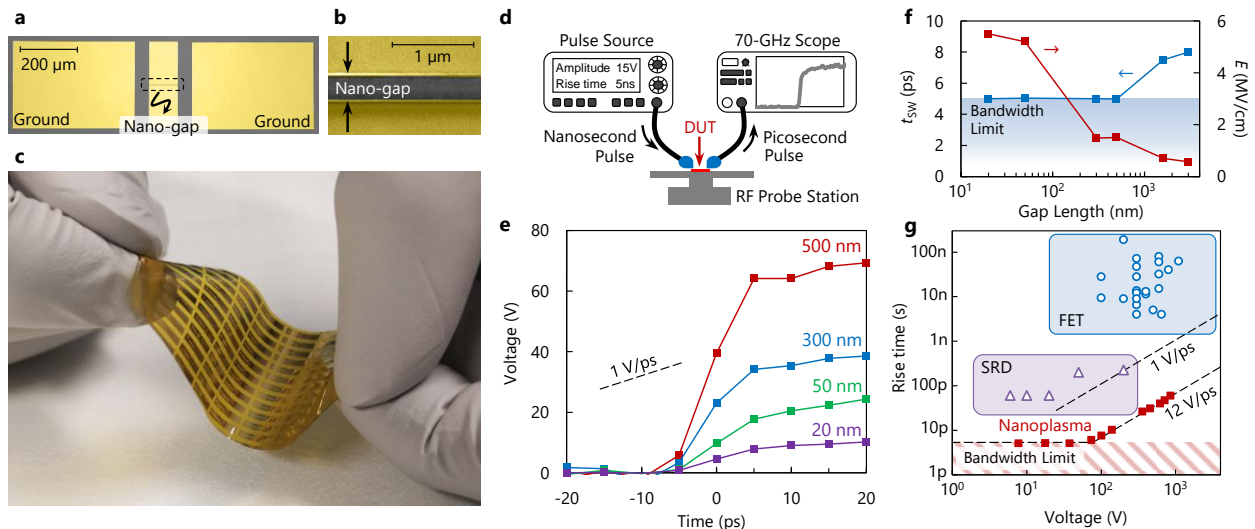 a
200 µm
Ground
Nano-gap
Ground
b
1 µm
Nano-gap
c
d
Pulse Source
70-GHz Scope
Amplitude 15V
Rise time 5ns
Nanosecond
Pulse
DUT
Picosecond
Pulse
RF Probe Station
e
500 nm
300 nm
50 nm
20 nm
1 V/ps
80
60
40
20
0
Voltage (V)
-20
-10
0
10
20
Time (ps)
f
10
8
6
4
2
0
tSW (ps)
6
4
2
0
E (MV/cm)
→
←
Bandwidth
Limit
10¹
10²
10³
Gap Length (nm)
g
100n
10n
1n
100p
10p
1p
Rise time (s)
FET
SRD
1 V/ps
12 V/ps
Nanoplasma
Bandwidth Limit
10⁰
10¹
10²
10³
Voltage (V)